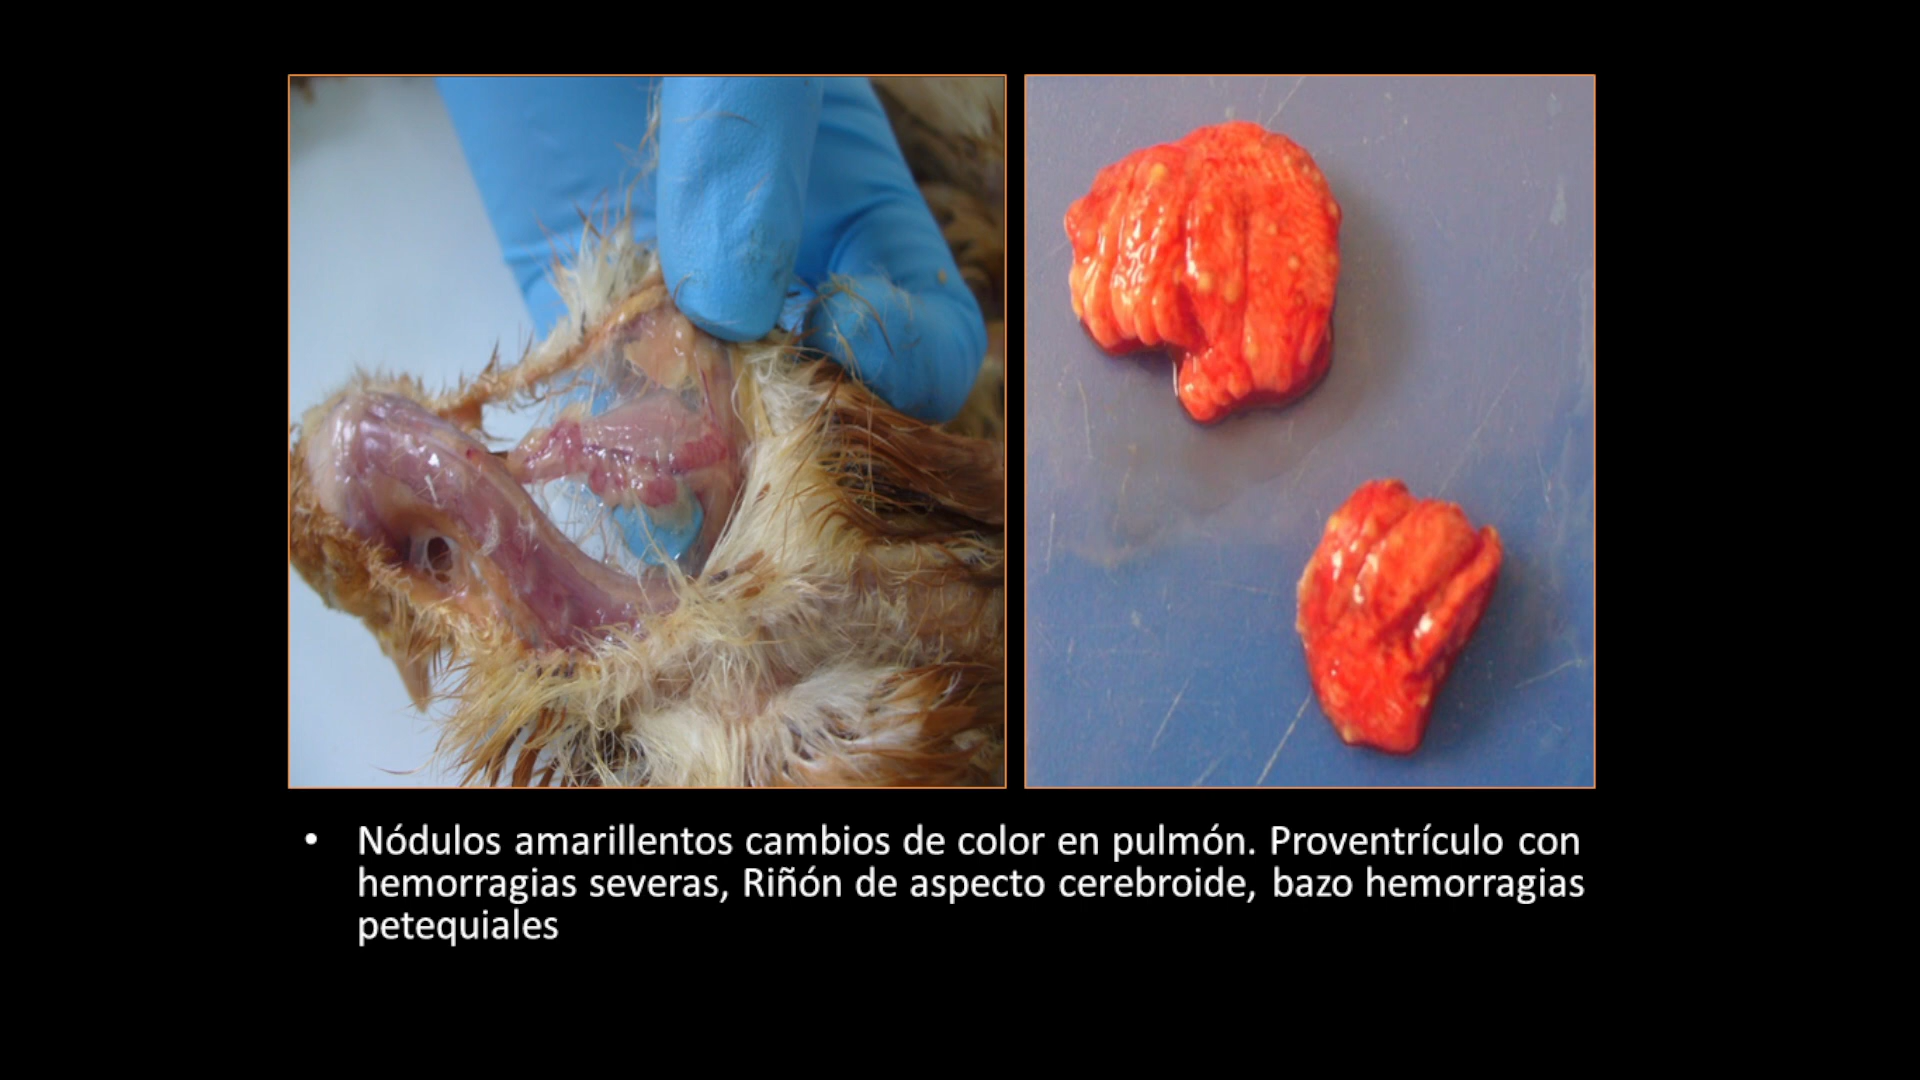 • Nódulos amarillentos cambios de color en pulmón. Proventrículo con
hemorragias severas, Riñón de aspecto cerebroide, bazo hemorragias
petequiales